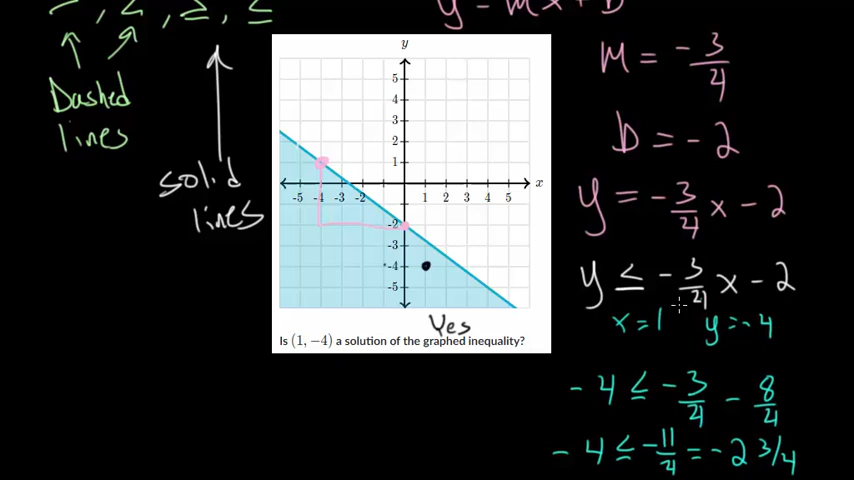 y = mx + b
, <, ≥, ≤
Dashed
lines
solid
lines
y
5
4
3
2
1
-5 -4 -3 -2 1 2 3 4 5 x
-2
-3
-4
-5
Yes
Is (1, −4) a solution of the graphed inequality?
m = -3/4
b = -2
y = -3/4 x - 2
y ≤ -3/4 x - 2
x = 1 y = -4
-4 ≤ -3/4 - 8/4
-4 ≤ -11/4 = -2 3/4